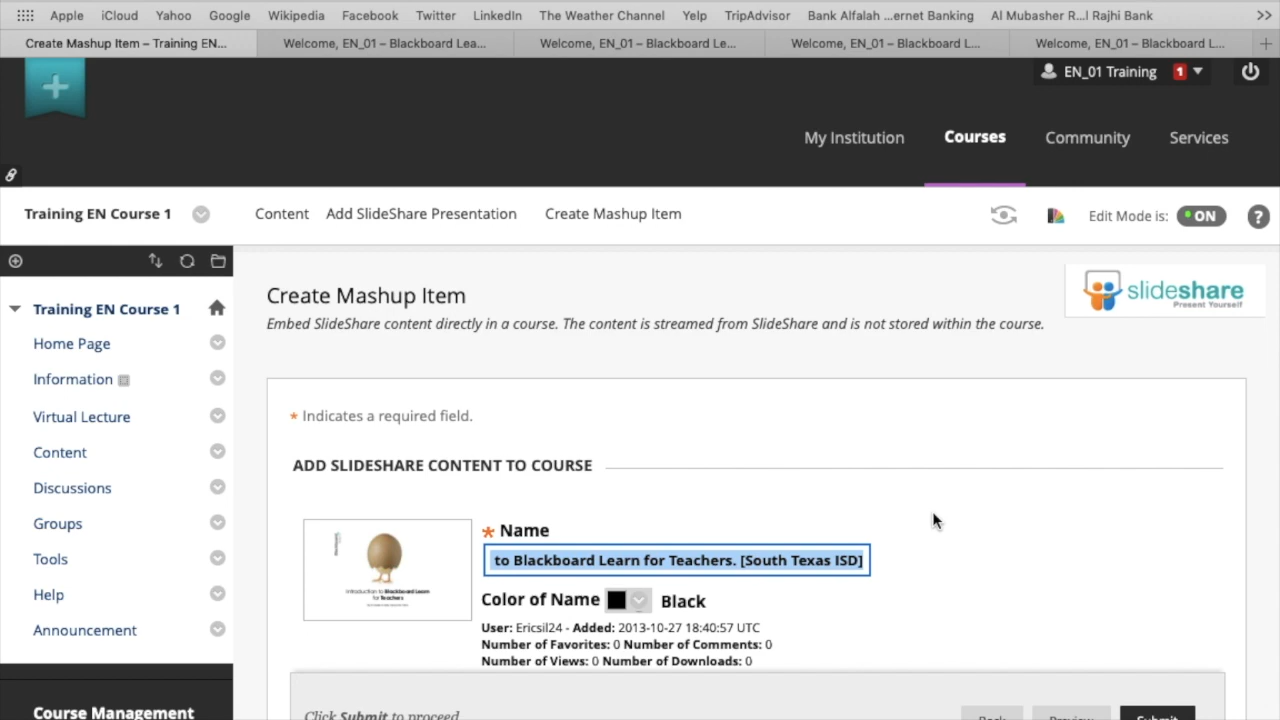 Apple iCloud Yahoo Google Wikipedia Facebook Twitter LinkedIn The Weather Channel Yelp TripAdvisor Bank Alfalah ...ernet Banking Al Mubasher R...l Rajhi Bank
Create Mashup Item – Training EN... Welcome, EN_01 – Blackboard Lea... Welcome, EN_01 – Blackboard Le... Welcome, EN_01 – Blackboard L... Welcome, EN_01 – Blackboard L...
EN_01 Training 1
My Institution Courses Community Services
Training EN Course 1 Content Add SlideShare Presentation Create Mashup Item Edit Mode is: ON ?
Training EN Course 1
Home Page
Information
Virtual Lecture
Content
Discussions
Groups
Tools
Help
Announcement
Course Management
Create Mashup Item
Embed SlideShare content directly in a course. The content is streamed from SlideShare and is not stored within the course.
slideshare
Present Yourself
* Indicates a required field.
ADD SLIDESHARE CONTENT TO COURSE
Introduction to Blackboard Learn
for Teachers
* Name
to Blackboard Learn for Teachers. [South Texas ISD]
Color of Name Black
User: Ericsil24 - Added: 2013-10-27 18:40:57 UTC
Number of Favorites: 0 Number of Comments: 0
Number of Views: 0 Number of Downloads: 0
Click Submit to proceed
Back Preview Submit